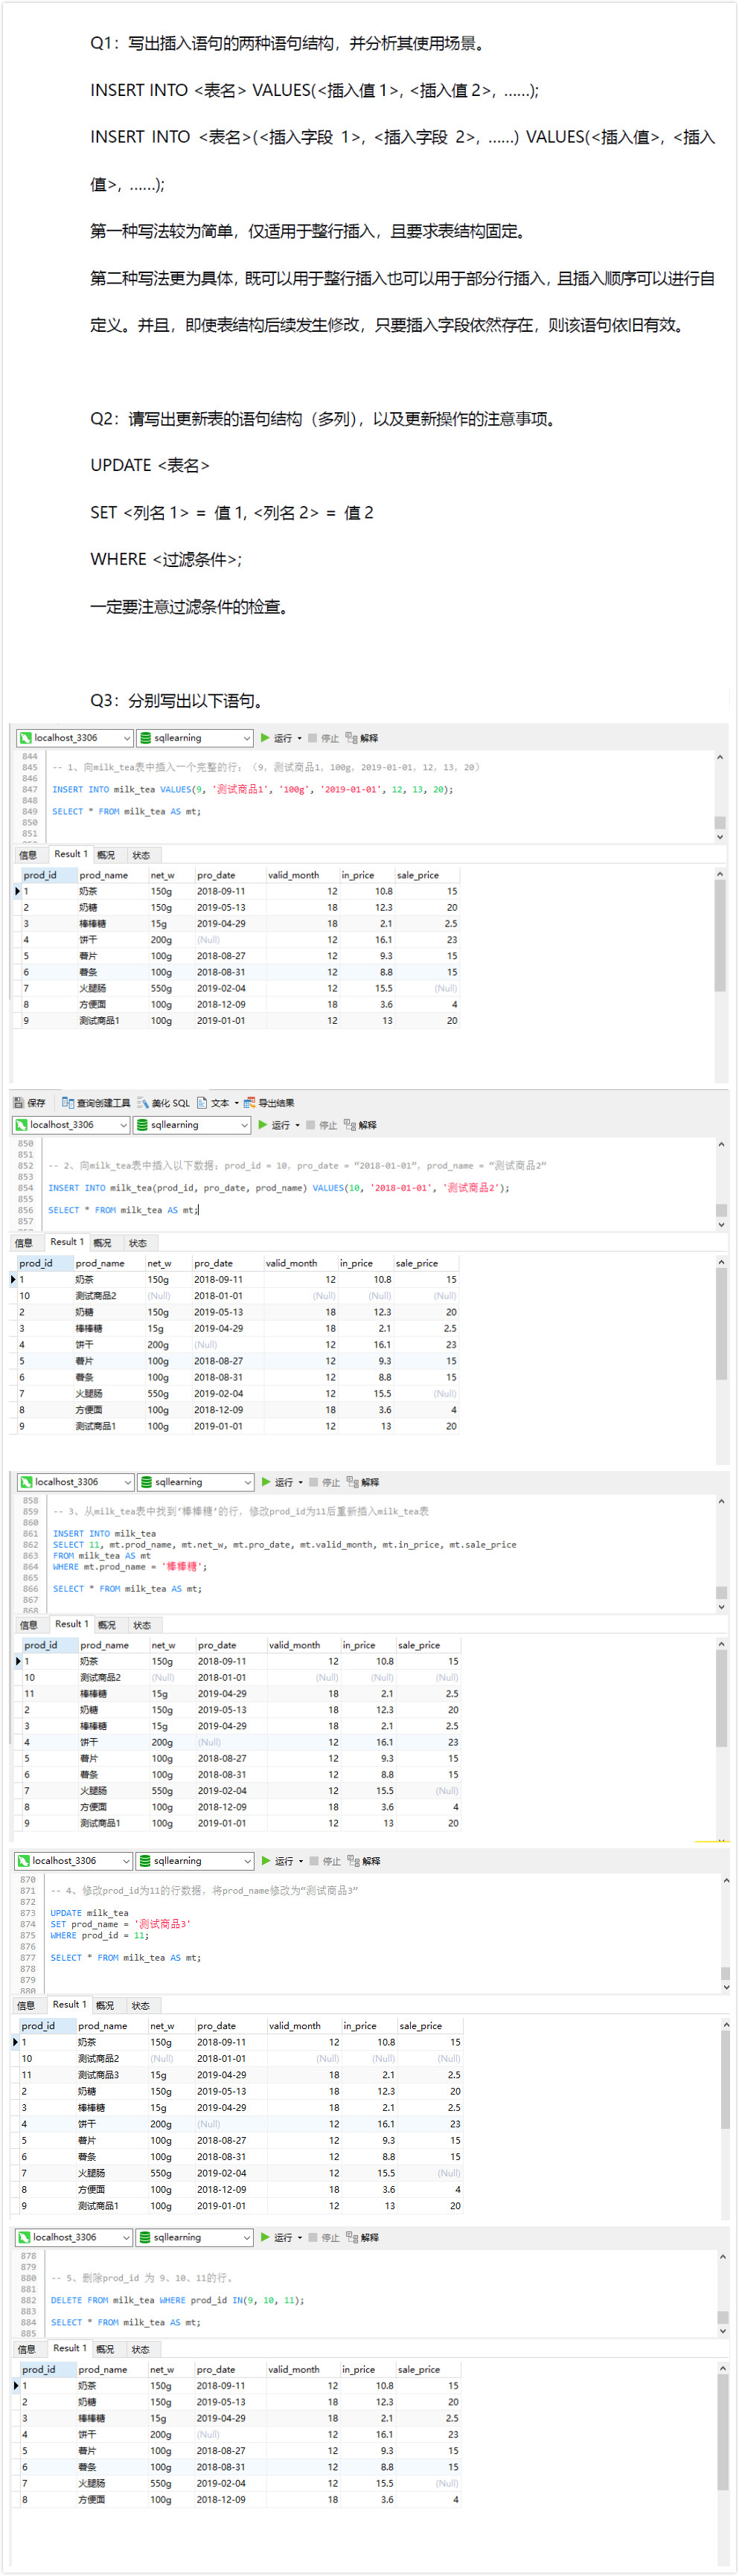 Q1：写出插入语句的两种语句结构，并分析其使用场景。
INSERT INTO <表名> VALUES(<插入值1>, <插入值2>, ......);
INSERT INTO <表名>(<插入字段 1>, <插入字段 2>, ......) VALUES(<插入值>, <插入
值>, ......);
第一种写法较为简单，仅适用于整行插入，且要求表结构固定。
第二种写法更为具体，既可以用于整行插入也可以用于部分行插入，且插入顺序可以进行自
定义。并且，即使表结构后续发生修改，只要插入字段依然存在，则该语句依旧有效。
Q2：请写出更新表的语句结构（多列），以及更新操作的注意事项。
UPDATE <表名>
SET <列名1> = 值1, <列名2> = 值2
WHERE <过滤条件>;
一定要注意过滤条件的检查。
Q3：分别写出以下语句。
localhost_3306 sqllearning 运行 停止 解释
844
845 -- 1、向milk_tea表中插入一个完整的行：（9，测试商品1，100g，2019-01-01，12，13，20）
846
847 INSERT INTO milk_tea VALUES(9, '测试商品1', '100g', '2019-01-01', 12, 13, 20);
848
849 SELECT * FROM milk_tea AS mt;
850
851
信息 Result 1 概况 状态
prod_id prod_name net_w pro_date valid_month in_price sale_price
1 奶茶 150g 2018-09-11 12 10.8 15
2 奶糖 150g 2019-05-13 18 12.3 20
3 棒棒糖 15g 2019-04-29 18 2.1 2.5
4 饼干 200g (Null) 12 16.1 23
5 薯片 100g 2018-08-27 12 9.3 15
6 薯条 100g 2018-08-31 12 8.8 15
7 火腿肠 550g 2019-02-04 12 15.5 (Null)
8 方便面 100g 2018-12-09 18 3.6 4
9 测试商品1 100g 2019-01-01 12 13 20
保存 查询创建工具 美化 SQL 文本 导出结果
localhost_3306 sqllearning 运行 停止 解释
850
851
852 -- 2、向milk_tea表中插入以下数据：prod_id = 10，pro_date = “2018-01-01”，prod_name = “测试商品2”
853
854 INSERT INTO milk_tea(prod_id, pro_date, prod_name) VALUES(10, '2018-01-01', '测试商品2');
855
856 SELECT * FROM milk_tea AS mt;
857
信息 Result 1 概况 状态
prod_id prod_name net_w pro_date valid_month in_price sale_price
1 奶茶 150g 2018-09-11 12 10.8 15
10 测试商品2 (Null) 2018-01-01 (Null) (Null) (Null)
2 奶糖 150g 2019-05-13 18 12.3 20
3 棒棒糖 15g 2019-04-29 18 2.1 2.5
4 饼干 200g (Null) 12 16.1 23
5 薯片 100g 2018-08-27 12 9.3 15
6 薯条 100g 2018-08-31 12 8.8 15
7 火腿肠 550g 2019-02-04 12 15.5 (Null)
8 方便面 100g 2018-12-09 18 3.6 4
9 测试商品1 100g 2019-01-01 12 13 20
localhost_3306 sqllearning 运行 停止 解释
858
859 -- 3、从milk_tea表中找到‘棒棒糖’的行，修改prod_id为11后重新插入milk_tea表
860
861 INSERT INTO milk_tea
862 SELECT 11, mt.prod_name, mt.net_w, mt.pro_date, mt.valid_month, mt.in_price, mt.sale_price
863 FROM milk_tea AS mt
864 WHERE mt.prod_name = '棒棒糖';
865
866 SELECT * FROM milk_tea AS mt;
867
868
信息 Result 1 概况 状态
prod_id prod_name net_w pro_date valid_month in_price sale_price
1 奶茶 150g 2018-09-11 12 10.8 15
10 测试商品2 (Null) 2018-01-01 (Null) (Null) (Null)
11 棒棒糖 15g 2019-04-29 18 2.1 2.5
2 奶糖 150g 2019-05-13 18 12.3 20
3 棒棒糖 15g 2019-04-29 18 2.1 2.5
4 饼干 200g (Null) 12 16.1 23
5 薯片 100g 2018-08-27 12 9.3 15
6 薯条 100g 2018-08-31 12 8.8 15
7 火腿肠 550g 2019-02-04 12 15.5 (Null)
8 方便面 100g 2018-12-09 18 3.6 4
9 测试商品1 100g 2019-01-01 12 13 20
localhost_3306 sqllearning 运行 停止 解释
870
871 -- 4、修改prod_id为11的行数据，将prod_name修改为“测试商品3”
872
873 UPDATE milk_tea
874 SET prod_name = '测试商品3'
875 WHERE prod_id = 11;
876
877 SELECT * FROM milk_tea AS mt;
878
879
880
信息 Result 1 概况 状态
prod_id prod_name net_w pro_date valid_month in_price sale_price
1 奶茶 150g 2018-09-11 12 10.8 15
10 测试商品2 (Null) 2018-01-01 (Null) (Null) (Null)
11 测试商品3 15g 2019-04-29 18 2.1 2.5
2 奶糖 150g 2019-05-13 18 12.3 20
3 棒棒糖 15g 2019-04-29 18 2.1 2.5
4 饼干 200g (Null) 12 16.1 23
5 薯片 100g 2018-08-27 12 9.3 15
6 薯条 100g 2018-08-31 12 8.8 15
7 火腿肠 550g 2019-02-04 12 15.5 (Null)
8 方便面 100g 2018-12-09 18 3.6 4
9 测试商品1 100g 2019-01-01 12 13 20
localhost_3306 sqllearning 运行 停止 解释
878
879
880 -- 5、删除prod_id 为 9、10、11的行。
881
882 DELETE FROM milk_tea WHERE prod_id IN(9, 10, 11);
883
884 SELECT * FROM milk_tea AS mt;
885
信息 Result 1 概况 状态
prod_id prod_name net_w pro_date valid_month in_price sale_price
1 奶茶 150g 2018-09-11 12 10.8 15
2 奶糖 150g 2019-05-13 18 12.3 20
3 棒棒糖 15g 2019-04-29 18 2.1 2.5
4 饼干 200g (Null) 12 16.1 23
5 薯片 100g 2018-08-27 12 9.3 15
6 薯条 100g 2018-08-31 12 8.8 15
7 火腿肠 550g 2019-02-04 12 15.5 (Null)
8 方便面 100g 2018-12-09 18 3.6 4